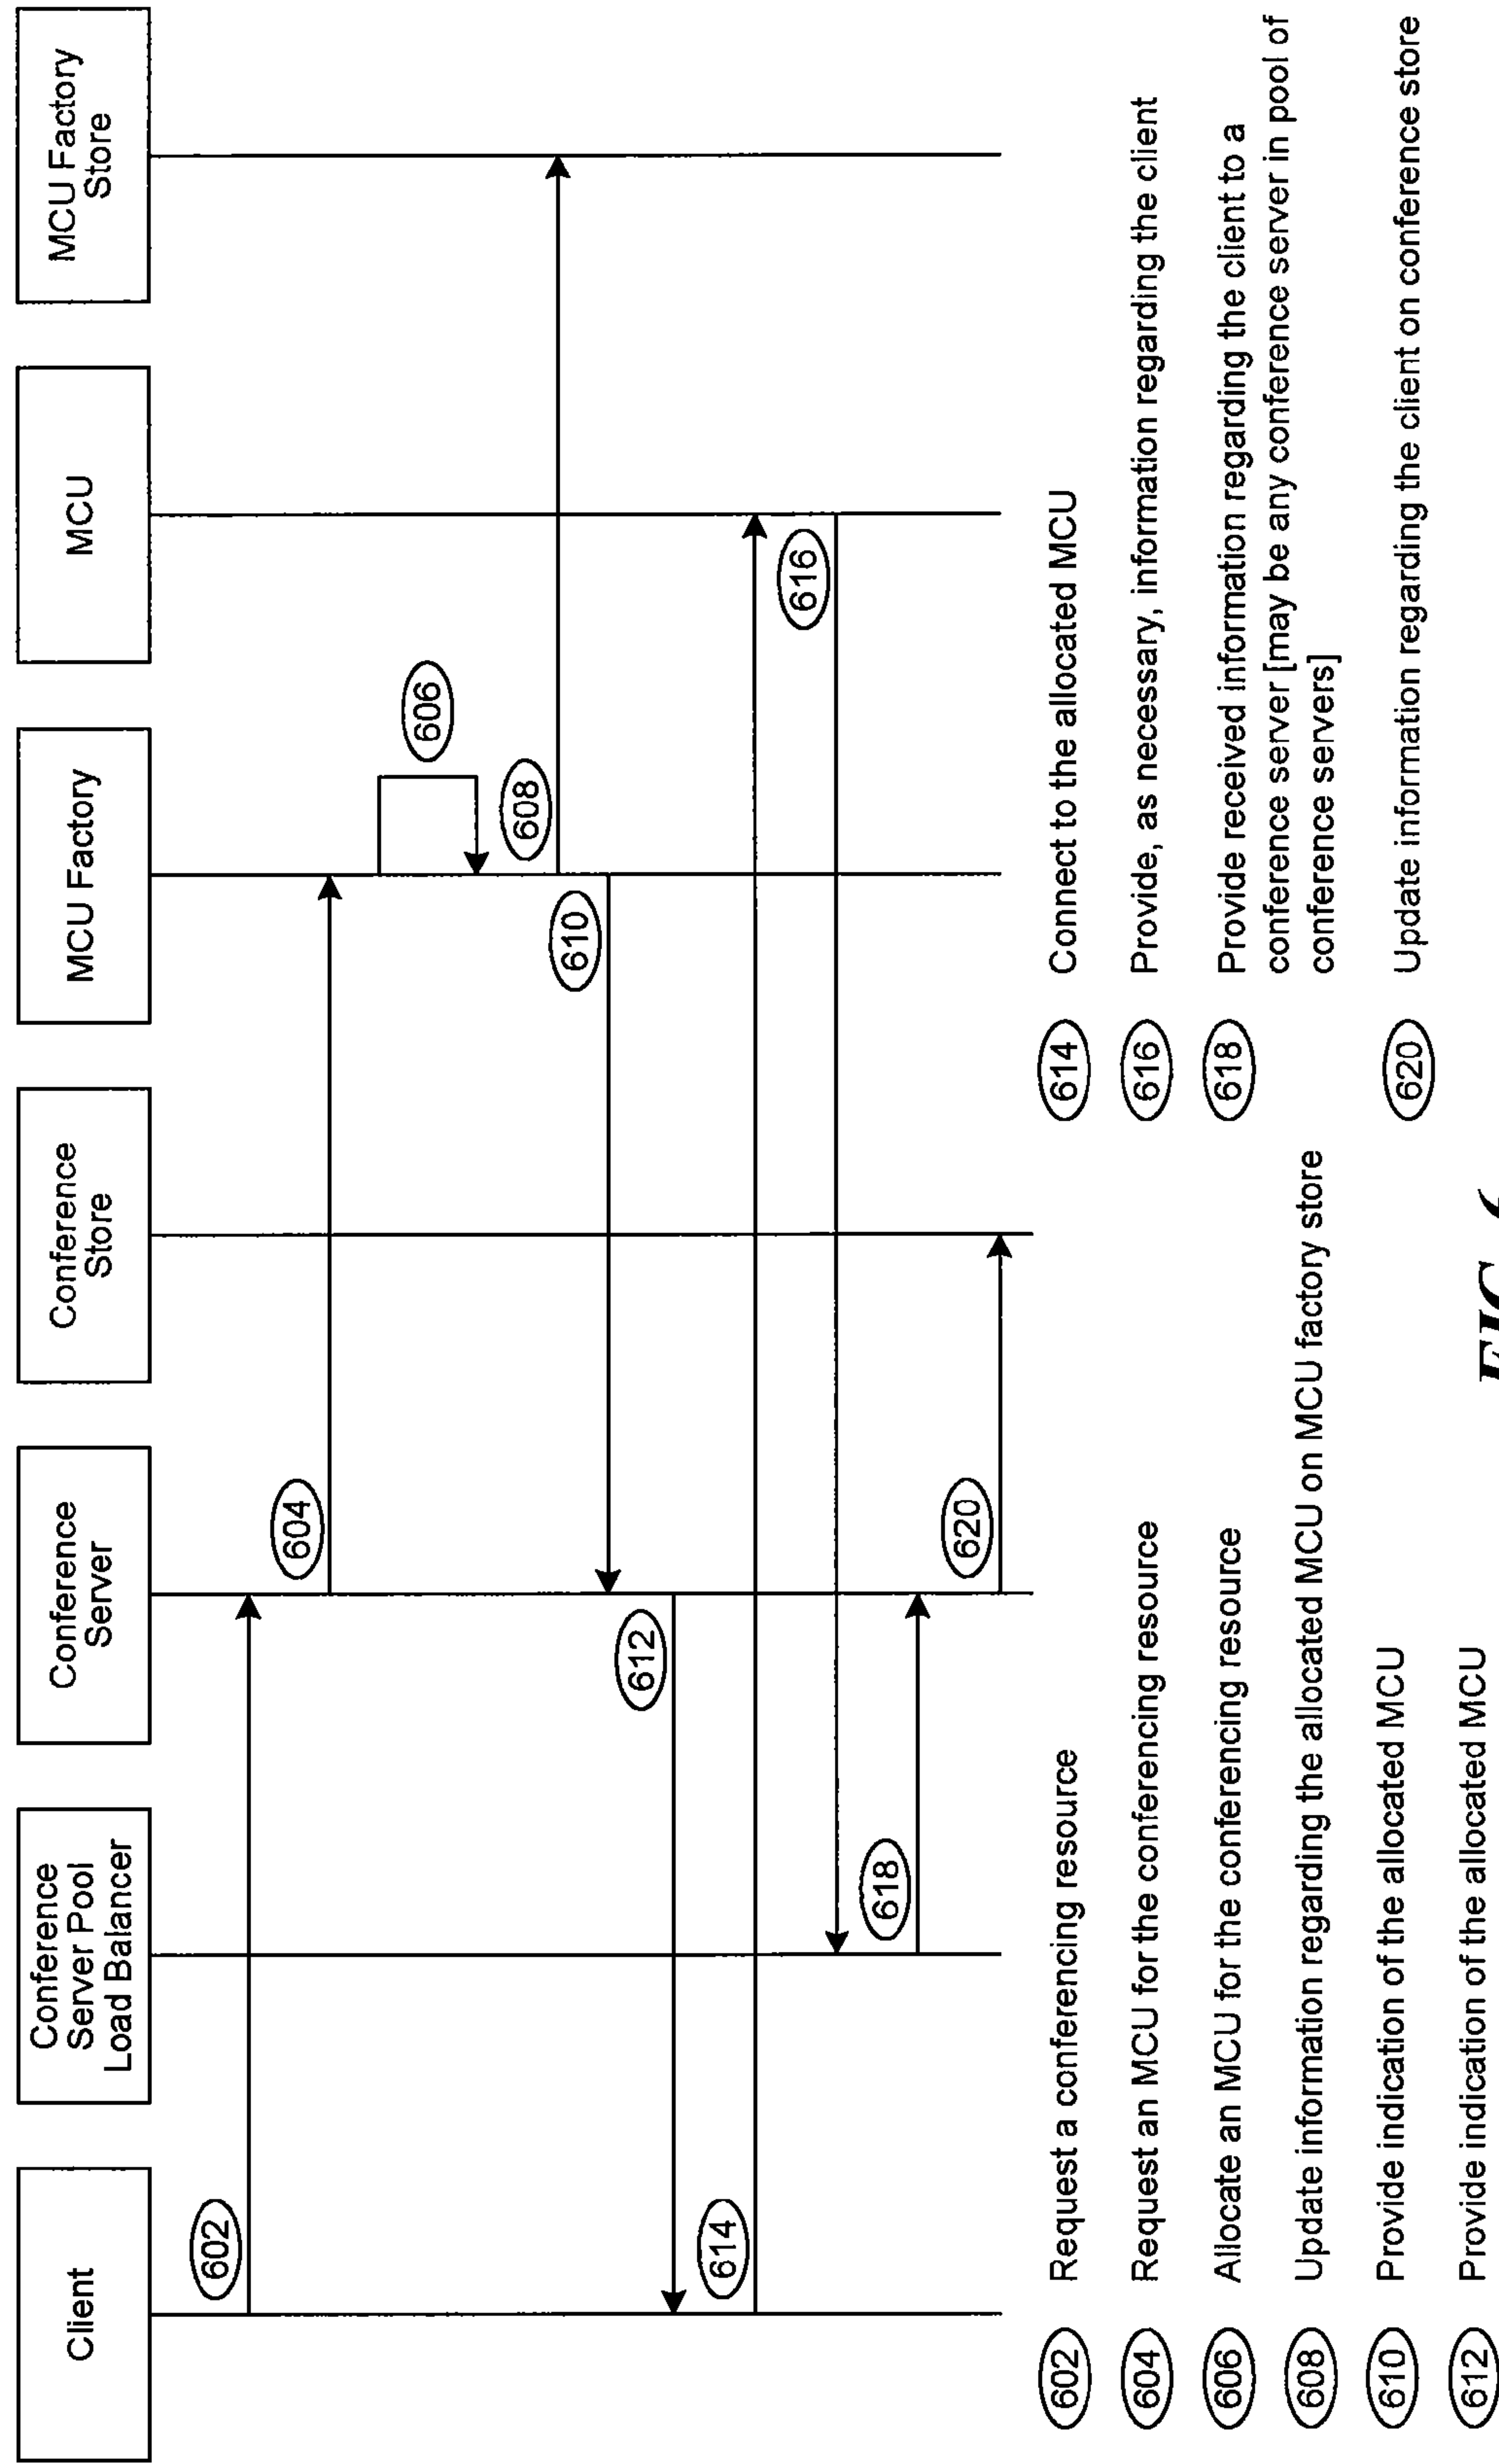 Client
Conference
Server Pool
Load Balancer
Conference
Server
Conference
Store
MCU Factory
MCU
MCU Factory
Store
602
604
606
608
610
612
614
616
618
620
602 Request a conferencing resource
604 Request an MCU for the conferencing resource
606 Allocate an MCU for the conferencing resource
608 Update information regarding the allocated MCU on MCU factory store
610 Provide indication of the allocated MCU
612 Provide indication of the allocated MCU
614 Connect to the allocated MCU
616 Provide, as necessary, information regarding the client
618 Provide received information regarding the client to a
conference server [may be any conference server in pool of
conference servers]
620 Update information regarding the client on conference store